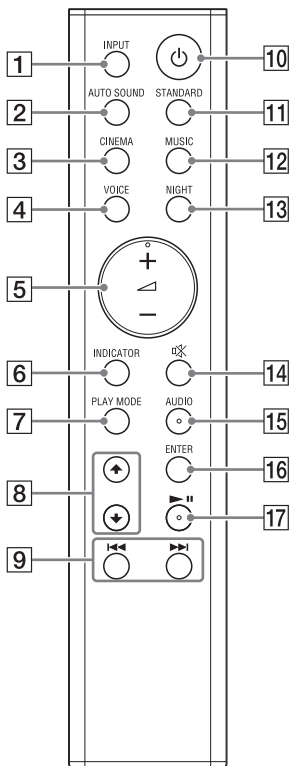 INPUT
1 10
AUTO SOUND STANDARD
2 11
CINEMA MUSIC
3 12
VOICE NIGHT
4 13
+
5
−
INDICATOR
6 14
PLAY MODE AUDIO
7 15
ENTER
8 16
17
9